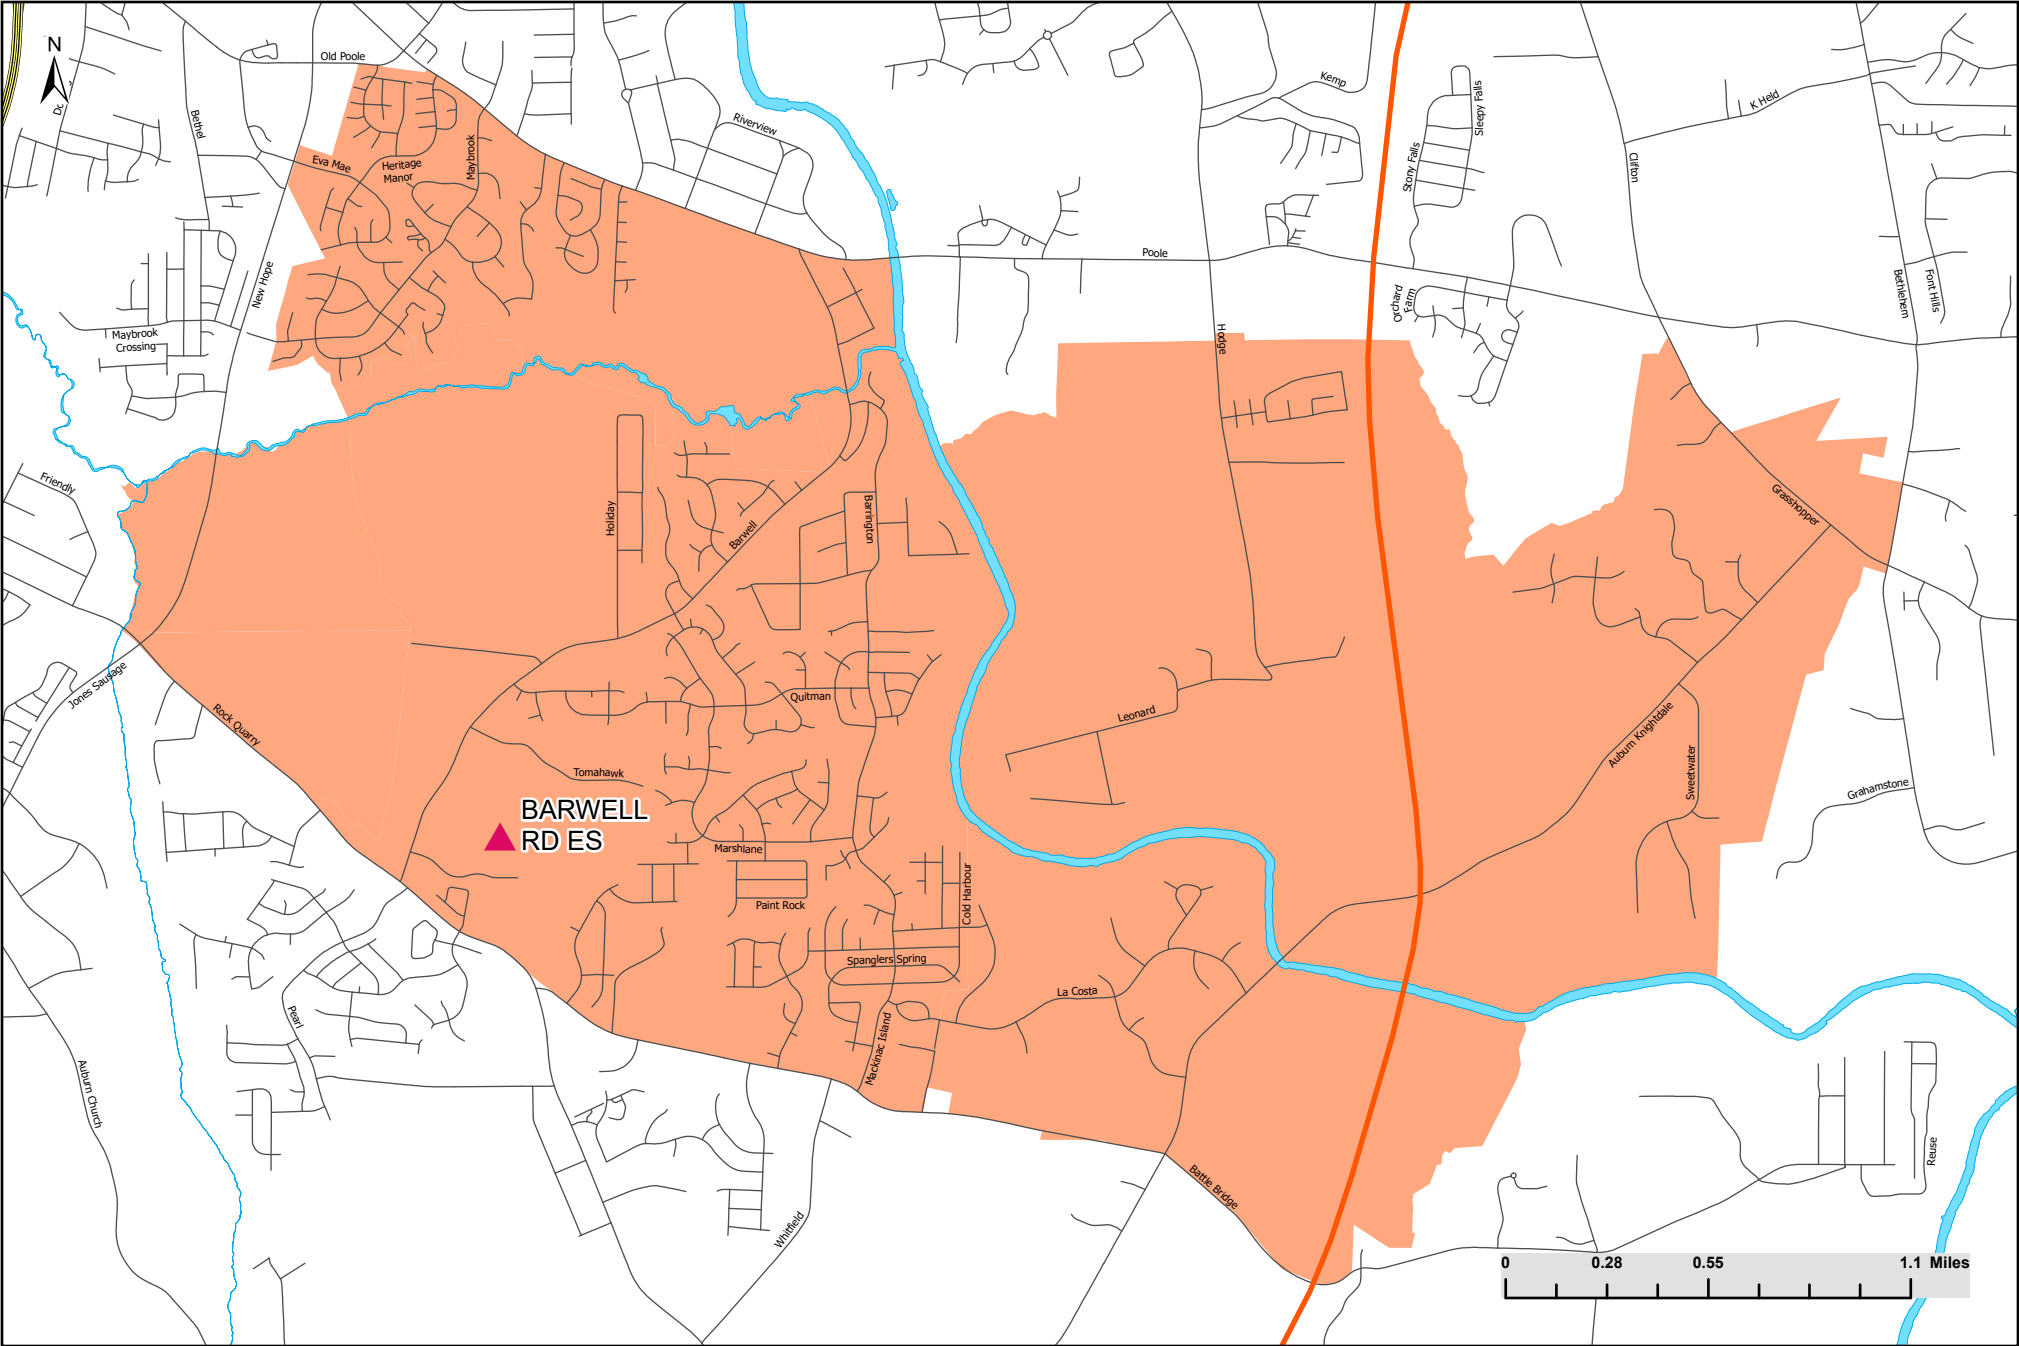 N
Old Poole
Bethel
Eva Mae
Heritage
Manor
Maybrook
Riverview
Kemp
Sleepy Falls
Stony Falls
K Held
Clifton
New Hope
Maybrook
Crossing
Poole
Hodge
Orchard
Farm
Bethlehem
Font Hills
Friendly
Holiday
Barwell
Barrington
Grasshopper
Jones Sausage
Rock Quarry
Quitman
Leonard
Auburn Knightdale
Sweetwater
Grahamstone
Tomahawk
BARWELL
RD ES
Marshlane
Paint Rock
Cold Harbour
Spanglers Spring
La Costa
Mackinac Island
Pearl
Auburn Church
Whitfield
Battle Bridge
Reuse
0 0.28 0.55 1.1 Miles